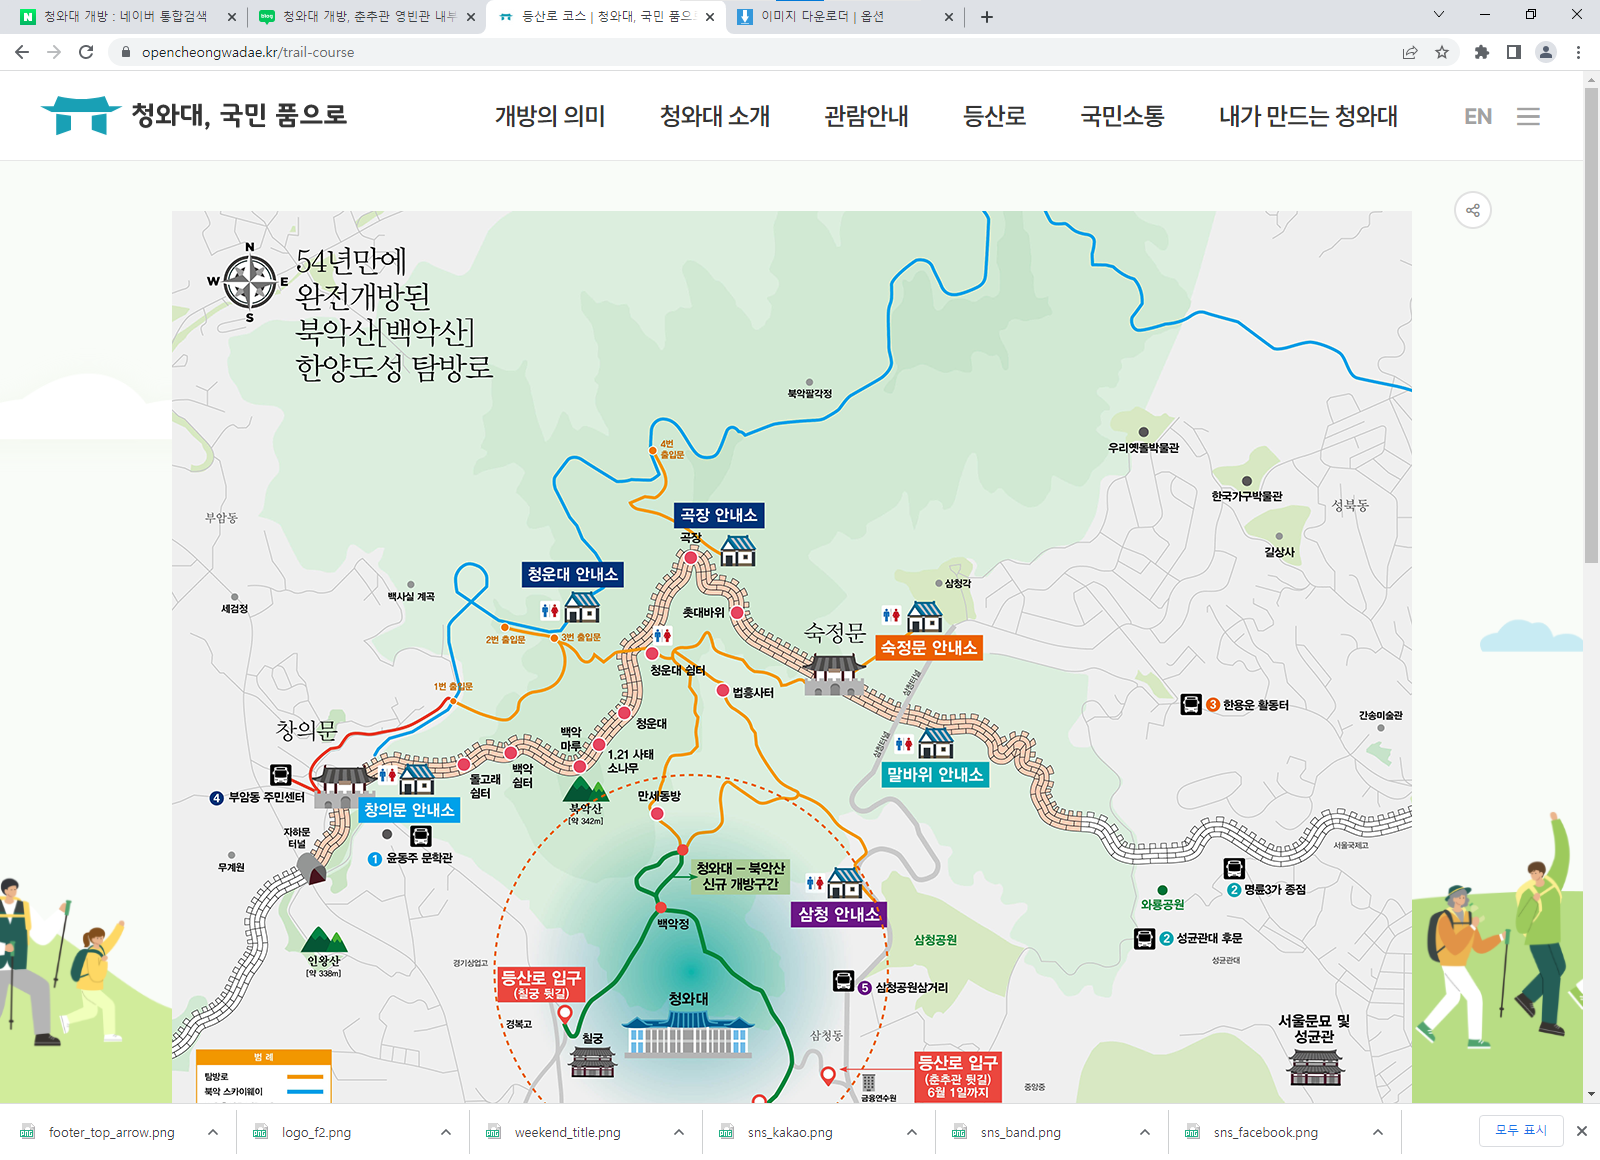 청와대 개방 : 네이버 통합검색
청와대 개방, 춘추관 영빈관 내부
등산로 코스 | 청와대, 국민 품으로
이미지 다운로더 | 옵션
opencheongwadae.kr/trail-course
청와대, 국민 품으로
개방의 의미
청와대 소개
관람안내
등산로
국민소통
내가 만드는 청와대
EN
N
W
E
S
54년만에
완전개방된
북악산[백악산]
한양도성 탐방로
북악팔각정
4번
출입문
우리옛돌박물관
한국가구박물관
성북동
길상사
부암동
곡장 안내소
곡장
청운대 안내소
백사실 계곡
세검정
삼청각
촛대바위
숙정문
숙정문 안내소
2번 출입문
3번 출입문
청운대 쉼터
1번 출입문
법흥사터
삼청터널
3 한용운 활동터
간송미술관
창의문
청운대
백악
마루
1.21 사태
소나무
삼청터널
말바위 안내소
돌고래
쉼터
백악
쉼터
4 부암동 주민센터
창의문 안내소
북악산
[약 342m]
만세동방
자하문
터널
무계원
1 윤동주 문학관
서울국제고
청와대 – 북악산
신규 개방구간
삼청 안내소
2 명륜3가 종점
와룡공원
백악정
삼청공원
2 성균관대 후문
성균관대
인왕산
[약 338m]
경기상업고
등산로 입구
(칠궁 뒷길)
5 삼청공원삼거리
청와대
경복고
칠궁
삼청동
서울문묘 및
성균관
등산로 입구
(춘추관 뒷길)
6월 1일까지
금융연수원
중앙중
범 례
탐방로
북악 스카이웨이
footer_top_arrow.png
logo_f2.png
weekend_title.png
sns_kakao.png
sns_band.png
sns_facebook.png
모두 표시